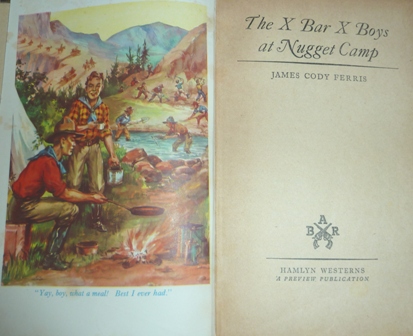 "Yay, boy, what a meal! Best I ever had."
The X Bar X Boys
at Nugget Camp
JAMES CODY FERRIS
A
B R
HAMLYN WESTERNS
A PREVIEW PUBLICATION